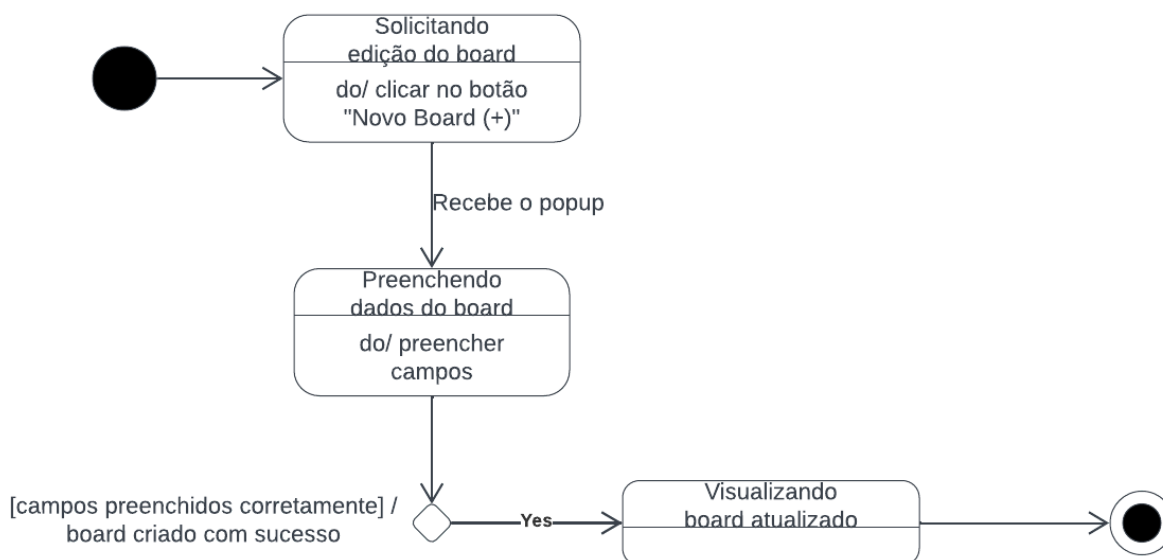 Solicitando
edição do board
do/ clicar no botão
"Novo Board (+)"
Recebe o popup
Preenchendo
dados do board
do/ preencher
campos
[campos preenchidos corretamente] /
board criado com sucesso
Yes
Visualizando
board atualizado